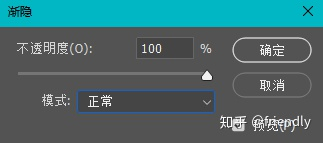 渐隐
不透明度(O): 100 %
确定
取消
模式: 正常
预览(P)
知乎 @friendly